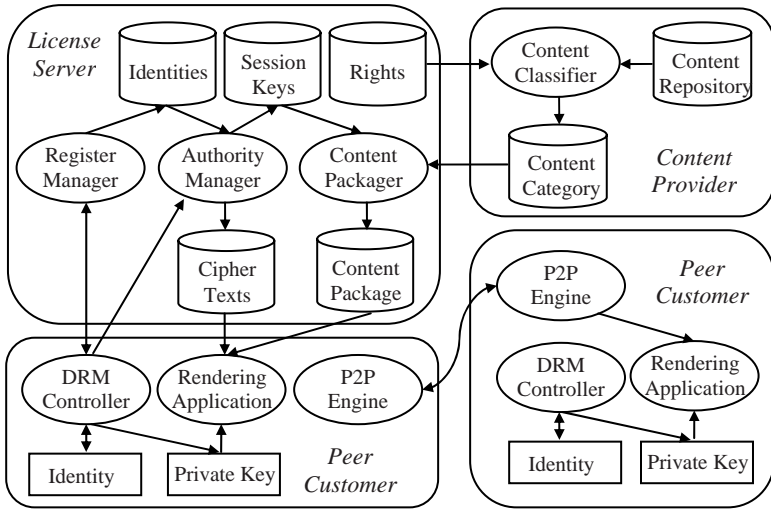 License
Server
Identities
Session
Keys
Rights
Register
Manager
Authority
Manager
Content
Packager
Cipher
Texts
Content
Package
Content
Classifier
Content
Repository
Content
Category
Content
Provider
DRM
Controller
Rendering
Application
P2P
Engine
Identity
Private Key
Peer
Customer
P2P
Engine
Peer
Customer
DRM
Controller
Rendering
Application
Identity
Private Key